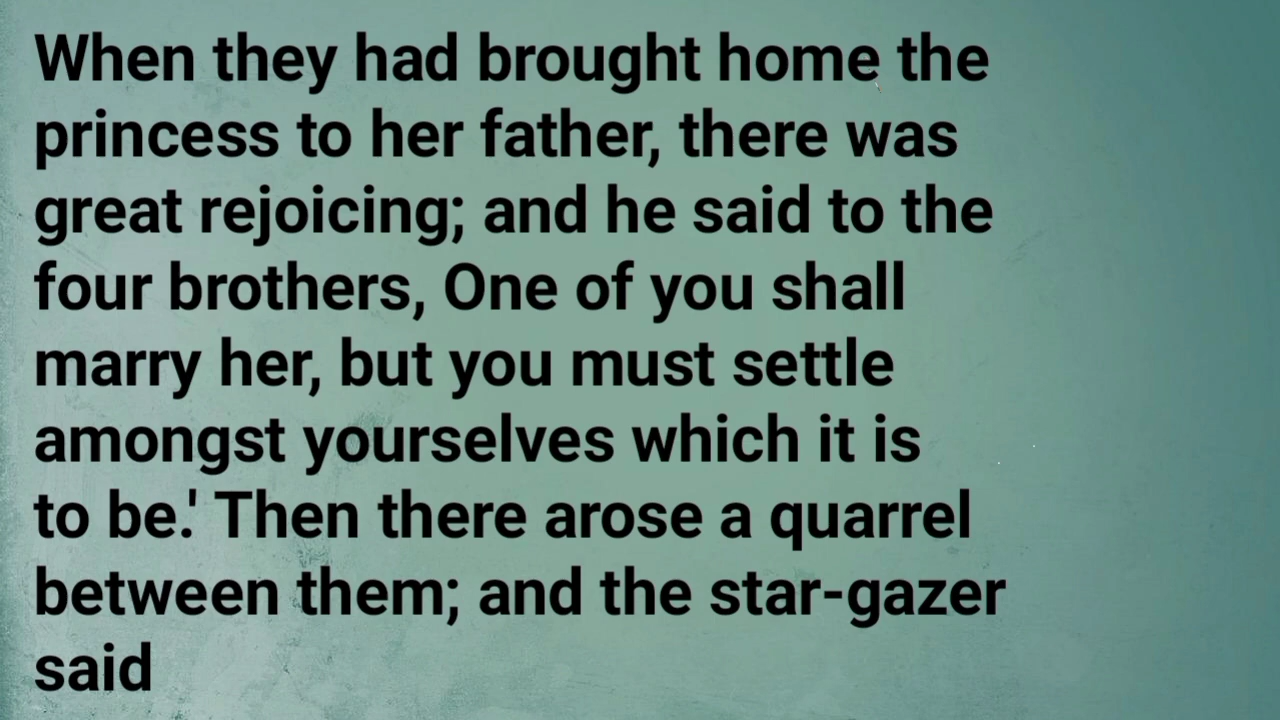 When they had brought home the
princess to her father, there was
great rejoicing; and he said to the
four brothers, One of you shall
marry her, but you must settle
amongst yourselves which it is
to be.' Then there arose a quarrel
between them; and the star-gazer
said